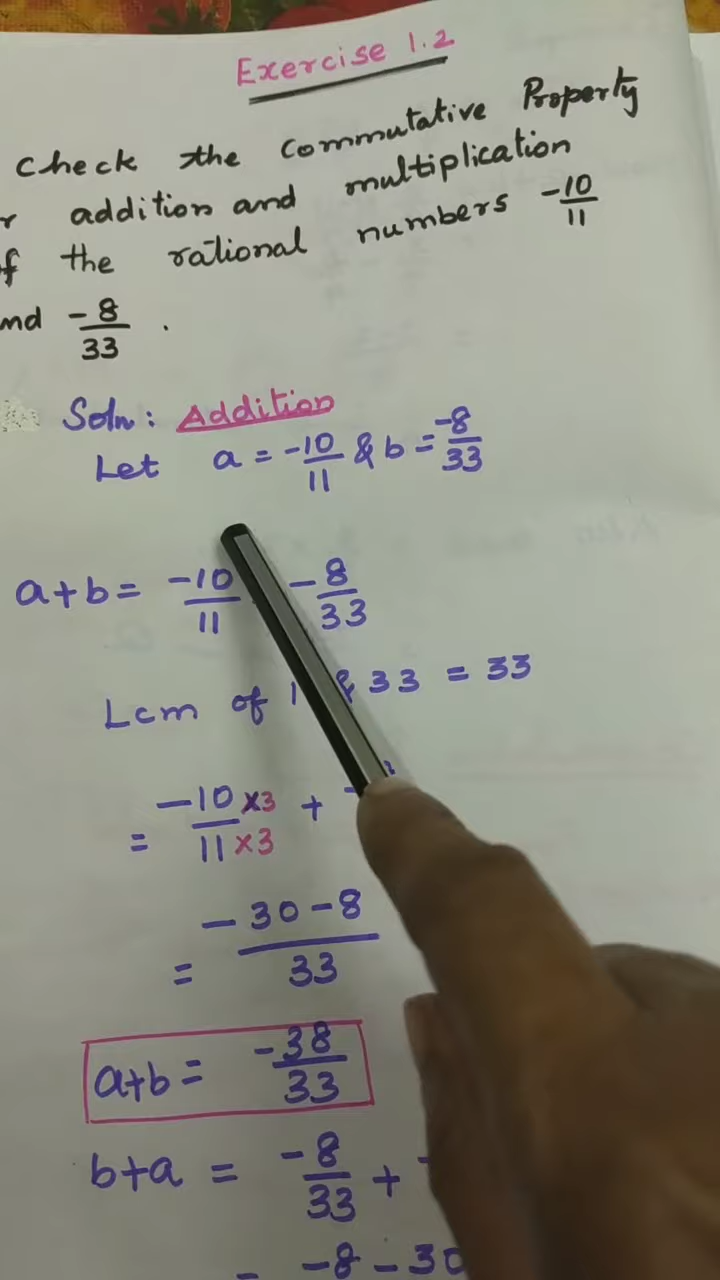 Exercise 1.2
Check the Commutative Property
r addition and multiplication
f the rational numbers -10/11
nd -8/33 .
Soln: Addition
Let a = -10/11 & b = -8/33
a+b = -10/11 -8/33
Lcm of 1 & 33 = 33
= -10×3/11×3 +
= -30-8/33
a+b = -38/33
b+a = -8/33 +
= -8-30